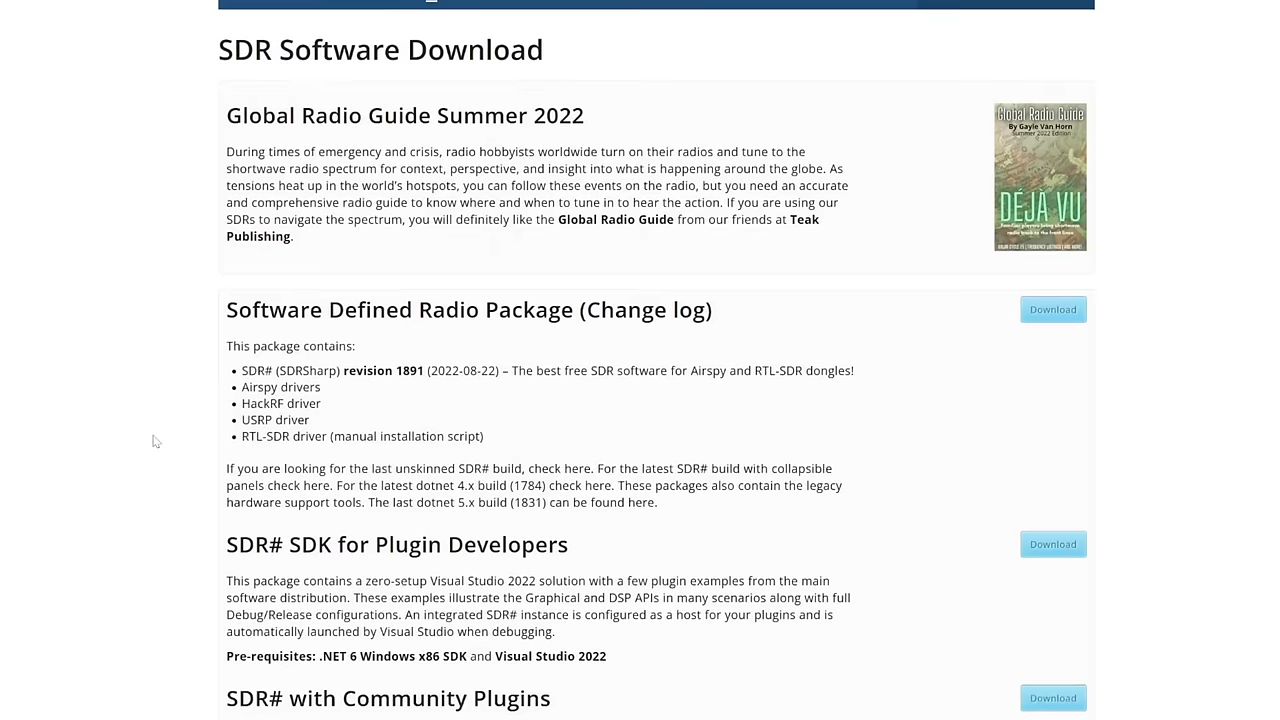 SDR Software Download
Global Radio Guide Summer 2022
During times of emergency and crisis, radio hobbyists worldwide turn on their radios and tune to the
shortwave radio spectrum for context, perspective, and insight into what is happening around the globe. As
tensions heat up in the world's hotspots, you can follow these events on the radio, but you need an accurate
and comprehensive radio guide to know where and when to tune in to hear the action. If you are using our
SDRs to navigate the spectrum, you will definitely like the Global Radio Guide from our friends at Teak
Publishing.
Global Radio Guide
By Gayle Van Horn
Summer 2022 Edition
DÉJÀ VU
Software Defined Radio Package (Change log)
Download
This package contains:
• SDR# (SDRSharp) revision 1891 (2022-08-22) – The best free SDR software for Airspy and RTL-SDR dongles!
• Airspy drivers
• HackRF driver
• USRP driver
• RTL-SDR driver (manual installation script)
If you are looking for the last unskinned SDR# build, check here. For the latest SDR# build with collapsible
panels check here. For the latest dotnet 4.x build (1784) check here. These packages also contain the legacy
hardware support tools. The last dotnet 5.x build (1831) can be found here.
SDR# SDK for Plugin Developers
Download
This package contains a zero-setup Visual Studio 2022 solution with a few plugin examples from the main
software distribution. These examples illustrate the Graphical and DSP APIs in many scenarios along with full
Debug/Release configurations. An integrated SDR# instance is configured as a host for your plugins and is
automatically launched by Visual Studio when debugging.
Pre-requisites: .NET 6 Windows x86 SDK and Visual Studio 2022
SDR# with Community Plugins
Download